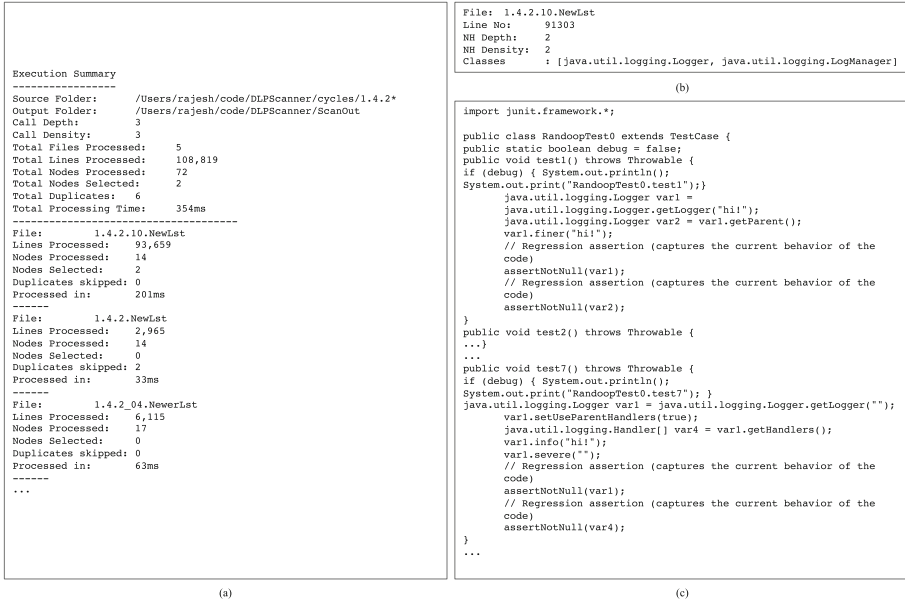 Execution Summary
-----------------
Source Folder: /Users/rajesh/code/DLPScanner/cycles/1.4.2*
Output Folder: /Users/rajesh/code/DLPScanner/ScanOut
Call Depth: 3
Call Density: 3
Total Files Processed: 5
Total Lines Processed: 108,819
Total Nodes Processed: 72
Total Nodes Selected: 2
Total Duplicates: 6
Total Processing Time: 354ms
-------------------------------------
File: 1.4.2.10.NewLst
Lines Processed: 93,659
Nodes Processed: 14
Nodes Selected: 2
Duplicates skipped: 0
Processed in: 201ms
------
File: 1.4.2.NewLst
Lines Processed: 2,965
Nodes Processed: 14
Nodes Selected: 0
Duplicates skipped: 2
Processed in: 33ms
------
File: 1.4.2_04.NewerLst
Lines Processed: 6,115
Nodes Processed: 17
Nodes Selected: 0
Duplicates skipped: 0
Processed in: 63ms
------
...
(a)
File: 1.4.2.10.NewLst
Line No: 91303
NH Depth: 2
NH Density: 2
Classes : [java.util.logging.Logger, java.util.logging.LogManager]
(b)
import junit.framework.*;
public class RandoopTest0 extends TestCase {
public static boolean debug = false;
public void test1() throws Throwable {
if (debug) { System.out.println();
System.out.print("RandoopTest0.test1");}
java.util.logging.Logger var1 =
java.util.logging.Logger.getLogger("hi!");
java.util.logging.Logger var2 = var1.getParent();
var1.finer("hi!");
// Regression assertion (captures the current behavior of the
code)
assertNotNull(var1);
// Regression assertion (captures the current behavior of the
code)
assertNotNull(var2);
}
public void test2() throws Throwable {
...}
...
public void test7() throws Throwable {
if (debug) { System.out.println();
System.out.print("RandoopTest0.test7"); }
java.util.logging.Logger var1 = java.util.logging.Logger.getLogger("");
var1.setUseParentHandlers(true);
java.util.logging.Handler[] var4 = var1.getHandlers();
var1.info("hi!");
var1.severe("");
// Regression assertion (captures the current behavior of the
code)
assertNotNull(var1);
// Regression assertion (captures the current behavior of the
code)
assertNotNull(var4);
}
...
(c)